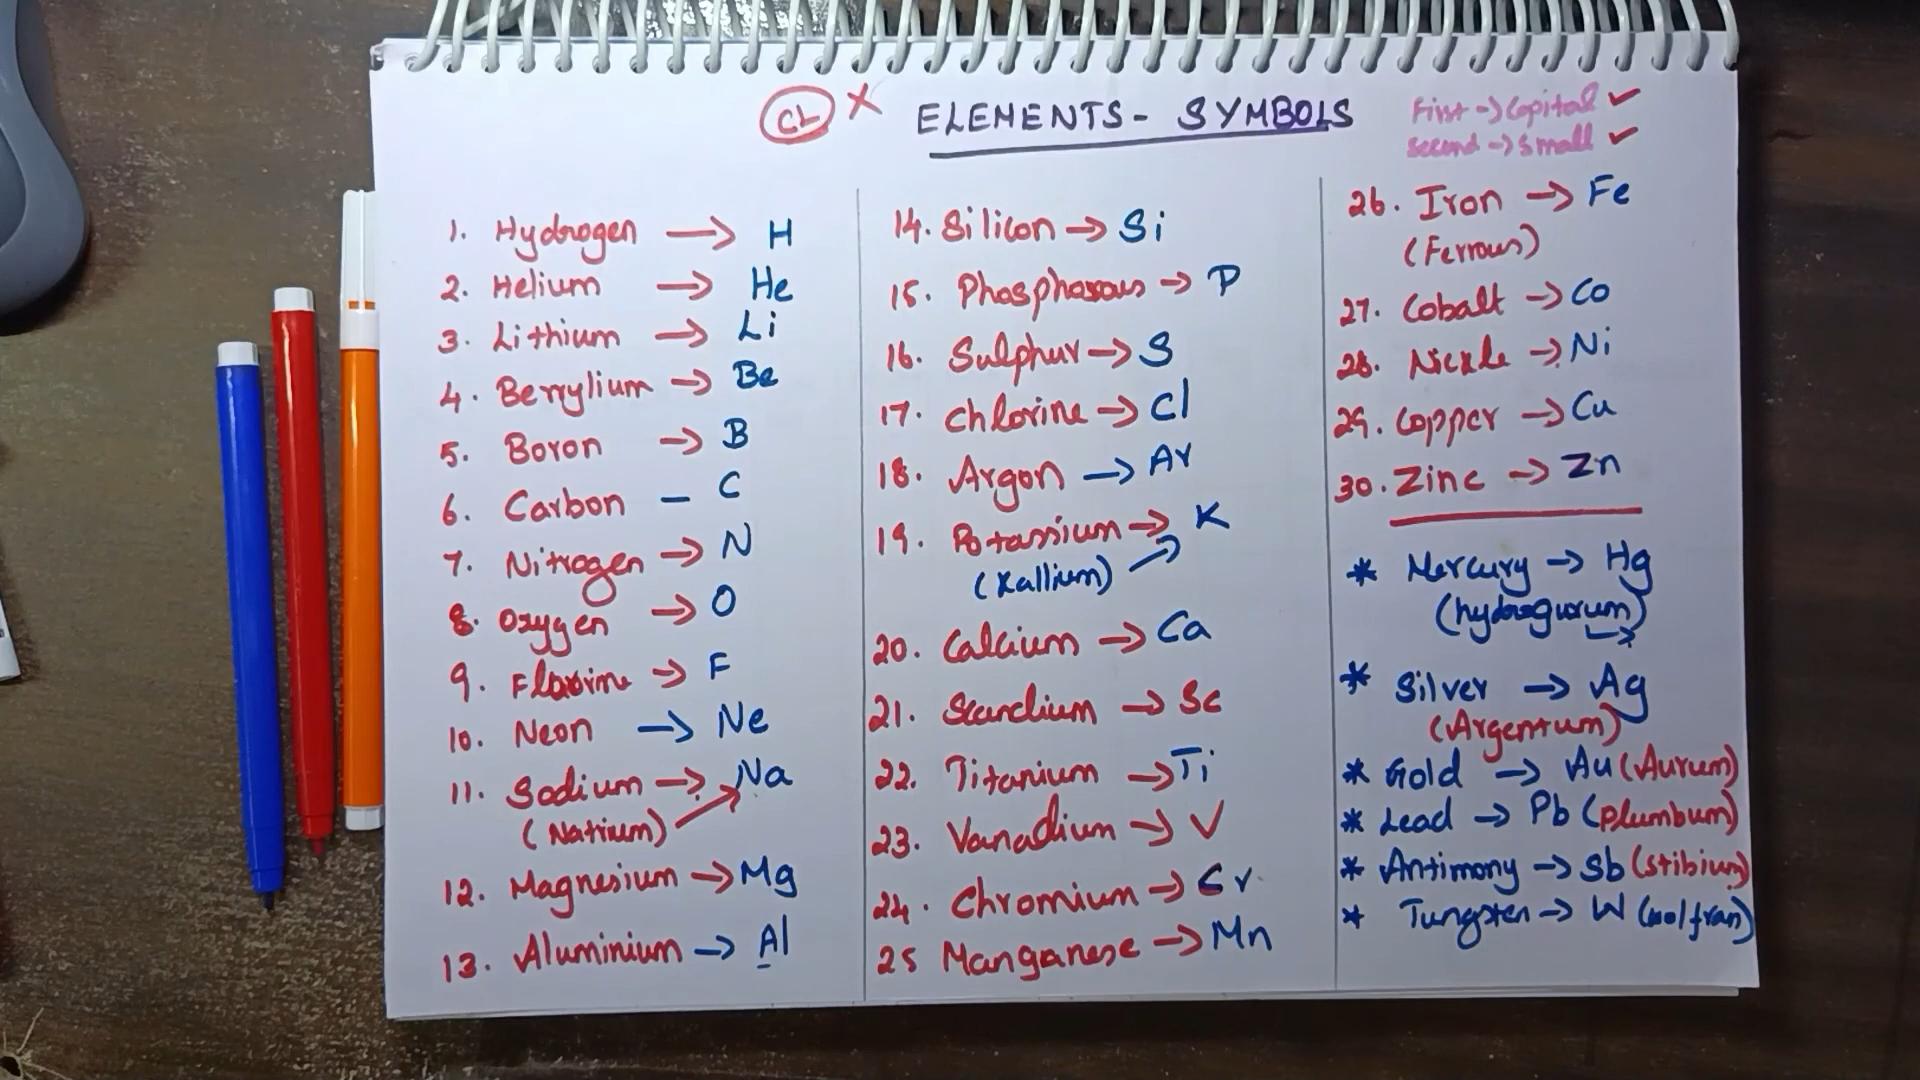 CL X ELEMENTS - SYMBOLS
First -> Capital ✓
Second -> Small ✓
1. Hydrogen -> H
2. Helium -> He
3. Lithium -> Li
4. Berrylium -> Be
5. Boron -> B
6. Carbon - C
7. Nitrogen -> N
8. Oxygen -> O
9. Flourine -> F
10. Neon -> Ne
11. Sodium -> Na
(Natrium)
12. Magnesium -> Mg
13. Aluminium -> Al
14. Silicon -> Si
15. Phosphorous -> P
16. Sulphur -> S
17. Chlorine -> Cl
18. Argon -> Ar
19. Potassium -> K
(Kallium)
20. Calcium -> Ca
21. Scandium -> Sc
22. Titanium -> Ti
23. Vanadium -> V
24. Chromium -> Cr
25 Manganese -> Mn
26. Iron -> Fe
(Ferrous)
27. Cobalt -> Co
28. Nickle -> Ni
29. Copper -> Cu
30. Zinc -> Zn
* Mercury -> Hg
(hydragurum)
* Silver -> Ag
(Argentum)
* Gold -> Au (Aurum)
* Lead -> Pb (Plumbum)
* Antimony -> Sb (Stibium)
* Tungsten -> W (wolfran)